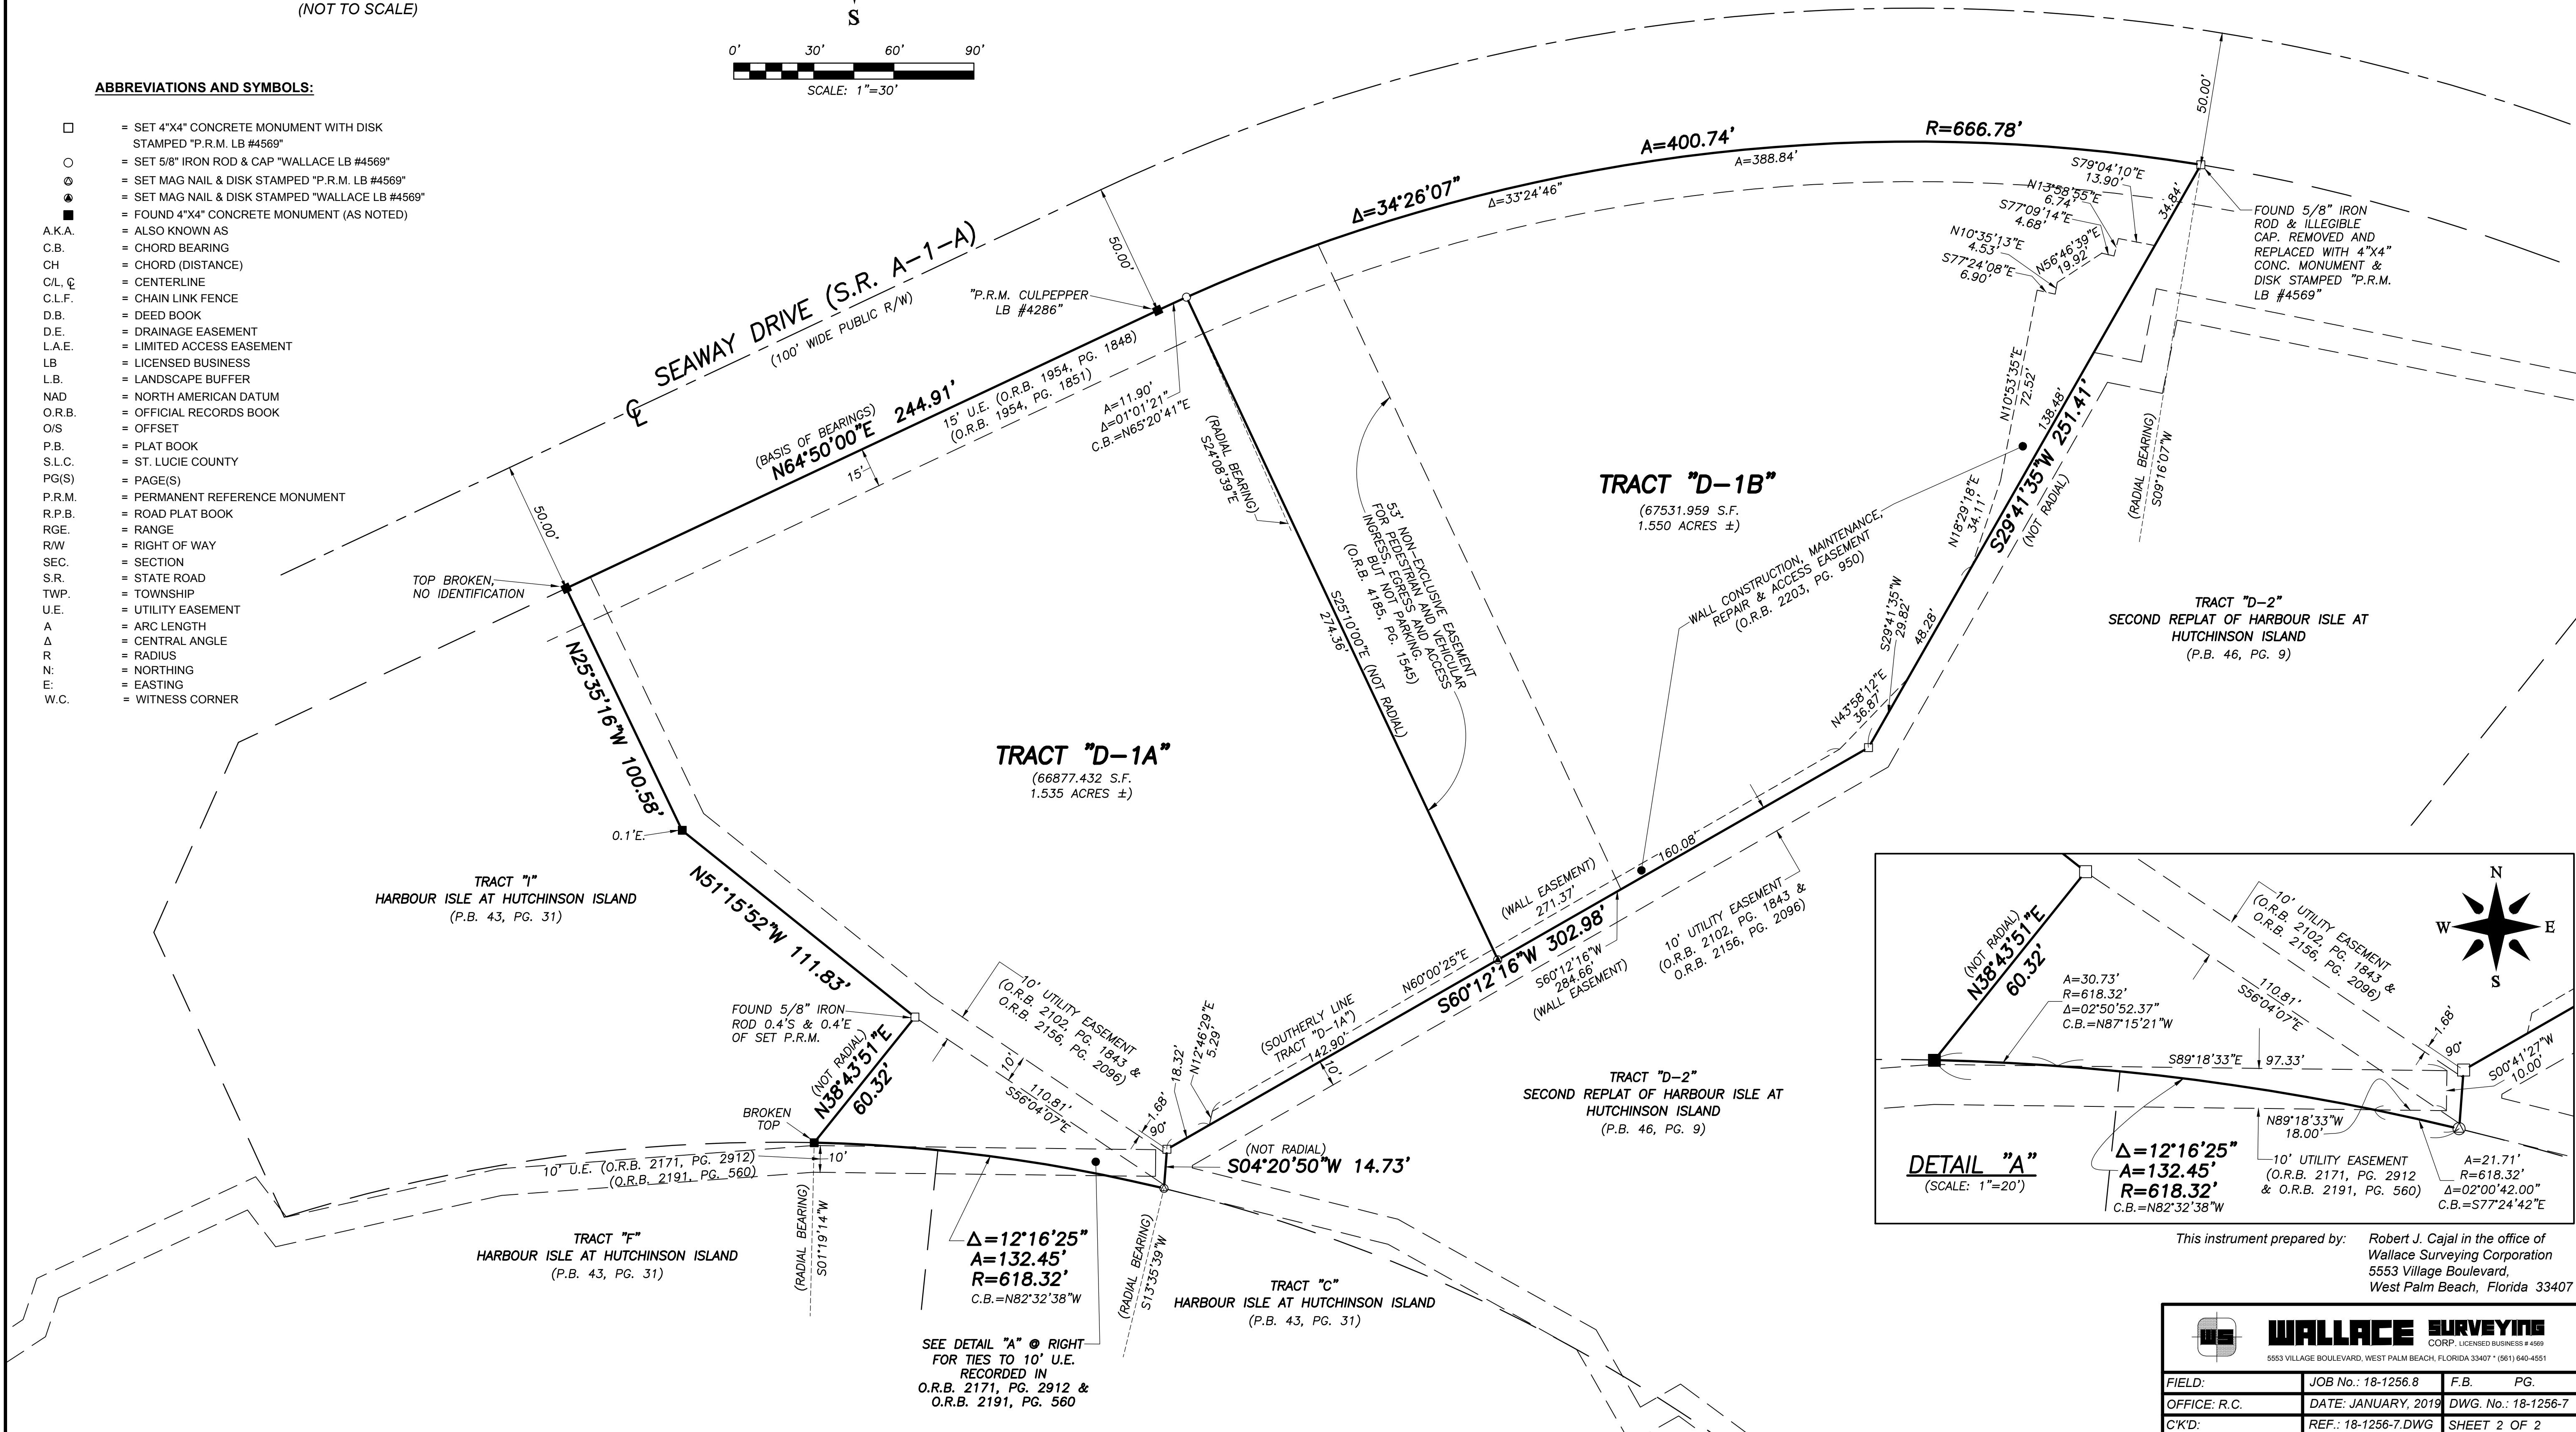 (NOT TO SCALE)
S
0' 30' 60' 90'
SCALE: 1"=30'
ABBREVIATIONS AND SYMBOLS:
= SET 4"X4" CONCRETE MONUMENT WITH DISK
STAMPED "P.R.M. LB #4569"
= SET 5/8" IRON ROD & CAP "WALLACE LB #4569"
= SET MAG NAIL & DISK STAMPED "P.R.M. LB #4569"
= SET MAG NAIL & DISK STAMPED "WALLACE LB #4569"
= FOUND 4"X4" CONCRETE MONUMENT (AS NOTED)
A.K.A. = ALSO KNOWN AS
C.B. = CHORD BEARING
CH = CHORD (DISTANCE)
C/L, ℄ = CENTERLINE
C.L.F. = CHAIN LINK FENCE
D.B. = DEED BOOK
D.E. = DRAINAGE EASEMENT
L.A.E. = LIMITED ACCESS EASEMENT
LB = LICENSED BUSINESS
L.B. = LANDSCAPE BUFFER
NAD = NORTH AMERICAN DATUM
O.R.B. = OFFICIAL RECORDS BOOK
O/S = OFFSET
P.B. = PLAT BOOK
S.L.C. = ST. LUCIE COUNTY
PG(S) = PAGE(S)
P.R.M. = PERMANENT REFERENCE MONUMENT
R.P.B. = ROAD PLAT BOOK
RGE. = RANGE
R/W = RIGHT OF WAY
SEC. = SECTION
S.R. = STATE ROAD
TWP. = TOWNSHIP
U.E. = UTILITY EASEMENT
A = ARC LENGTH
Δ = CENTRAL ANGLE
R = RADIUS
N: = NORTHING
E: = EASTING
W.C. = WITNESS CORNER
SEAWAY DRIVE (S.R. A-1-A)
(100' WIDE PUBLIC R/W)
℄
50.00'
50.00'
50.00'
"P.R.M. CULPEPPER
LB #4286"
TOP BROKEN,
NO IDENTIFICATION
(BASIS OF BEARINGS)
N64°50'00"E 244.91'
15' U.E. (O.R.B. 1954, PG. 1848)
(O.R.B. 1954, PG. 1851)
15'
A=11.90'
Δ=01°01'21"
C.B.=N65°20'41"E
(RADIAL BEARING)
S24°08'39"E
Δ=34°26'07"
A=400.74'
R=666.78'
Δ=33°24'46"
A=388.84'
S79°04'10"E
13.90'
N13°58'55"E
6.74'
S77°09'14"E
4.68'
N56°46'39"E
19.92'
N10°35'13"E
4.53'
S77°24'08"E
6.90'
34.84'
FOUND 5/8" IRON
ROD & ILLEGIBLE
CAP. REMOVED AND
REPLACED WITH 4"X4"
CONC. MONUMENT &
DISK STAMPED "P.R.M.
LB #4569"
N10°53'35"E
72.52'
138.48'
S29°41'35"W 251.41'
(NOT RADIAL)
(RADIAL BEARING)
S09°16'07"W
N18°29'18"E
34.11'
TRACT "D-1B"
(67531.959 S.F.
1.550 ACRES ±)
53' NON-EXCLUSIVE EASEMENT
FOR PEDESTRIAN AND VEHICULAR
INGRESS, EGRESS AND ACCESS
BUT NOT PARKING.
(O.R.B. 4185, PG. 1545)
S25°10'00"E (NOT RADIAL)
274.36'
WALL CONSTRUCTION, MAINTENANCE,
REPAIR & ACCESS EASEMENT
(O.R.B. 2203, PG. 950)
S29°41'35"W
29.82'
48.28'
N43°58'12"E
36.87'
TRACT "D-2"
SECOND REPLAT OF HARBOUR ISLE AT
HUTCHINSON ISLAND
(P.B. 46, PG. 9)
N25°35'16"W 100.58'
0.1'E.
TRACT "D-1A"
(66877.432 S.F.
1.535 ACRES ±)
TRACT "I"
HARBOUR ISLE AT HUTCHINSON ISLAND
(P.B. 43, PG. 31)
N51°15'52"W 111.83'
FOUND 5/8" IRON
ROD 0.4'S & 0.4'E
OF SET P.R.M.
(NOT RADIAL)
N38°43'51"E
60.32'
BROKEN
TOP
10' UTILITY EASEMENT
(O.R.B. 2102, PG. 1843 &
O.R.B. 2156, PG. 2096)
10'
110.81'
S56°04'07"E
1.68'
90°
18.32'
N12°46'29"E
5.29'
(SOUTHERLY LINE
TRACT "D-1A")
142.90'
10'
N60°00'25"E
(WALL EASEMENT)
271.37'
160.08'
S60°12'16"W 302.98'
S60°12'16"W
284.66'
(WALL EASEMENT)
10' UTILITY EASEMENT
(O.R.B. 2102, PG. 1843 &
O.R.B. 2156, PG. 2096)
(NOT RADIAL)
S04°20'50"W 14.73'
TRACT "D-2"
SECOND REPLAT OF HARBOUR ISLE AT
HUTCHINSON ISLAND
(P.B. 46, PG. 9)
10' U.E. (O.R.B. 2171, PG. 2912)
(O.R.B. 2191, PG. 560)
10'
(RADIAL BEARING)
S01°19'14"W
TRACT "F"
HARBOUR ISLE AT HUTCHINSON ISLAND
(P.B. 43, PG. 31)
Δ=12°16'25"
A=132.45'
R=618.32'
C.B.=N82°32'38"W
(RADIAL BEARING)
S13°35'39"W
TRACT "C"
HARBOUR ISLE AT HUTCHINSON ISLAND
(P.B. 43, PG. 31)
SEE DETAIL "A" @ RIGHT
FOR TIES TO 10' U.E.
RECORDED IN
O.R.B. 2171, PG. 2912 &
O.R.B. 2191, PG. 560
N
W E
S
(NOT RADIAL)
N38°43'51"E
60.32'
10' UTILITY EASEMENT
(O.R.B. 2102, PG. 1843 &
O.R.B. 2156, PG. 2096)
A=30.73'
R=618.32'
Δ=02°50'52.37"
C.B.=N87°15'21"W
110.81'
S56°04'07"E
1.68'
90°
S89°18'33"E 97.33'
S00°41'27"W
10.00'
N89°18'33"W
18.00'
DETAIL "A"
(SCALE: 1"=20')
Δ=12°16'25"
A=132.45'
R=618.32'
C.B.=N82°32'38"W
10' UTILITY EASEMENT
(O.R.B. 2171, PG. 2912
& O.R.B. 2191, PG. 560)
A=21.71'
R=618.32'
Δ=02°00'42.00"
C.B.=S77°24'42"E
This instrument prepared by: Robert J. Cajal in the office of
Wallace Surveying Corporation
5553 Village Boulevard,
West Palm Beach, Florida 33407
WS WALLACE SURVEYING
CORP. LICENSED BUSINESS # 4569
5553 VILLAGE BOULEVARD, WEST PALM BEACH, FLORIDA 33407 * (561) 640-4551
FIELD: JOB No.: 18-1256.8 F.B. PG.
OFFICE: R.C. DATE: JANUARY, 2019 DWG. No.: 18-1256-7
C'K'D: REF.: 18-1256-7.DWG SHEET 2 OF 2